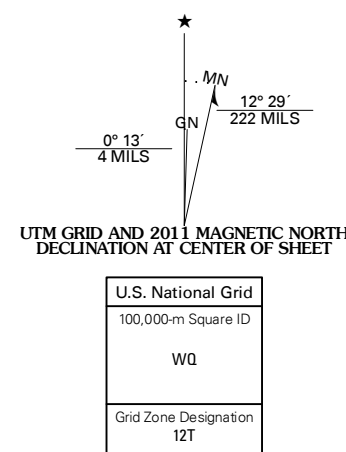 ★
MN
GN
12° 29´
222 MILS
0° 13´
4 MILS
UTM GRID AND 2011 MAGNETIC NORTH
DECLINATION AT CENTER OF SHEET
U.S. National Grid
100,000-m Square ID
WQ
Grid Zone Designation
12T